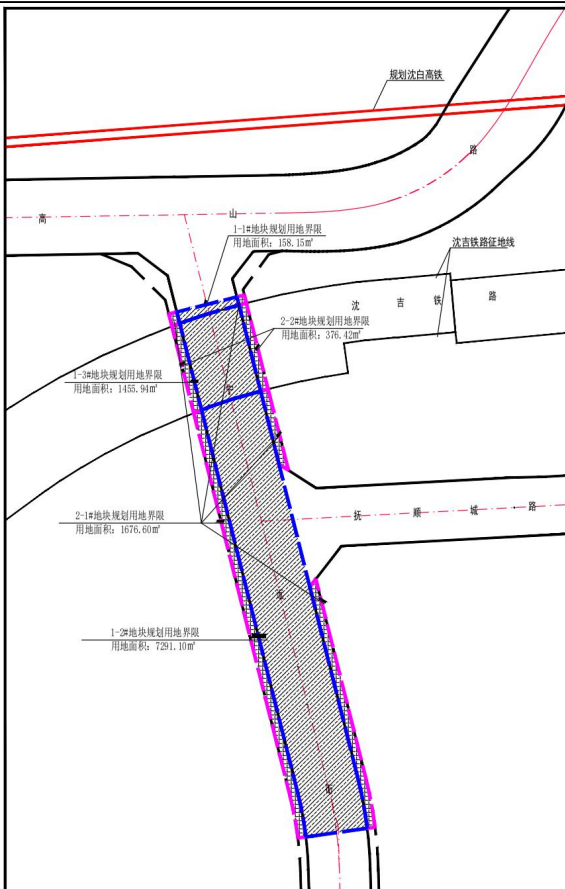 规划沈白高铁
路
高
山
1-1#地块规划用地界限
用地面积：158.15㎡
沈吉铁路征地线
沈 吉 铁 路
2-2#地块规划用地界限
用地面积：376.42㎡
1-3#地块规划用地界限
用地面积：1455.94㎡
2-1#地块规划用地界限
用地面积：1676.60㎡
抚 顺 城 路
1-2#地块规划用地界限
用地面积：7291.10㎡
街